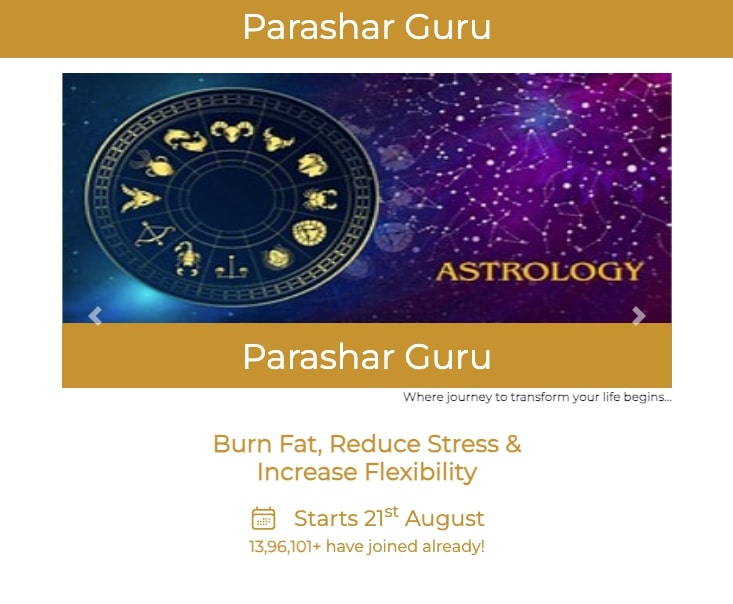 Parashar Guru
ASTROLOGY
Parashar Guru
Where journey to transform your life begins...
Burn Fat, Reduce Stress &
Increase Flexibility
Starts 21st August
13,96,101+ have joined already!